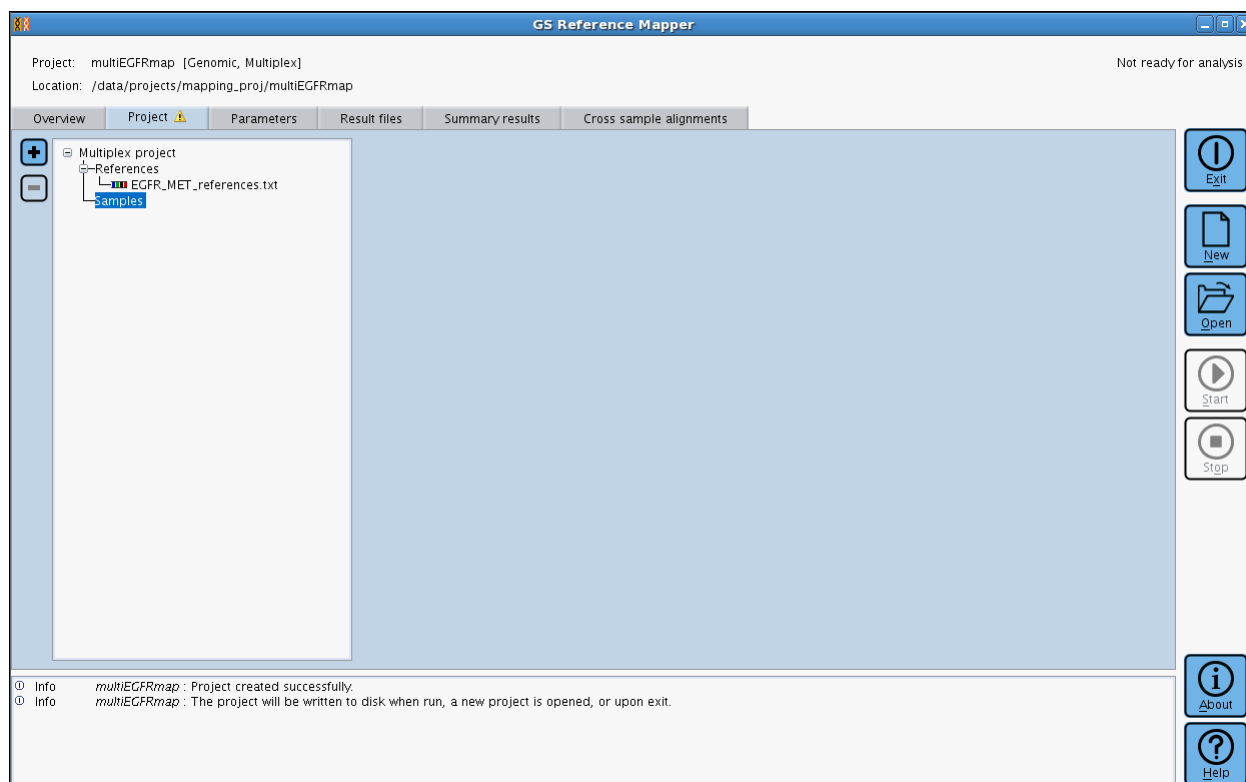 GS Reference Mapper
Project: multiEGFRmap [Genomic, Multiplex]
Not ready for analysis
Location: /data/projects/mapping_proj/multiEGFRmap
Overview Project Parameters Result files Summary results Cross sample alignments
Multiplex project
References
EGFR_MET_references.txt
Samples
Exit
New
Open
Start
Stop
Info multiEGFRmap : Project created successfully.
Info multiEGFRmap : The project will be written to disk when run, a new project is opened, or upon exit.
About
Help